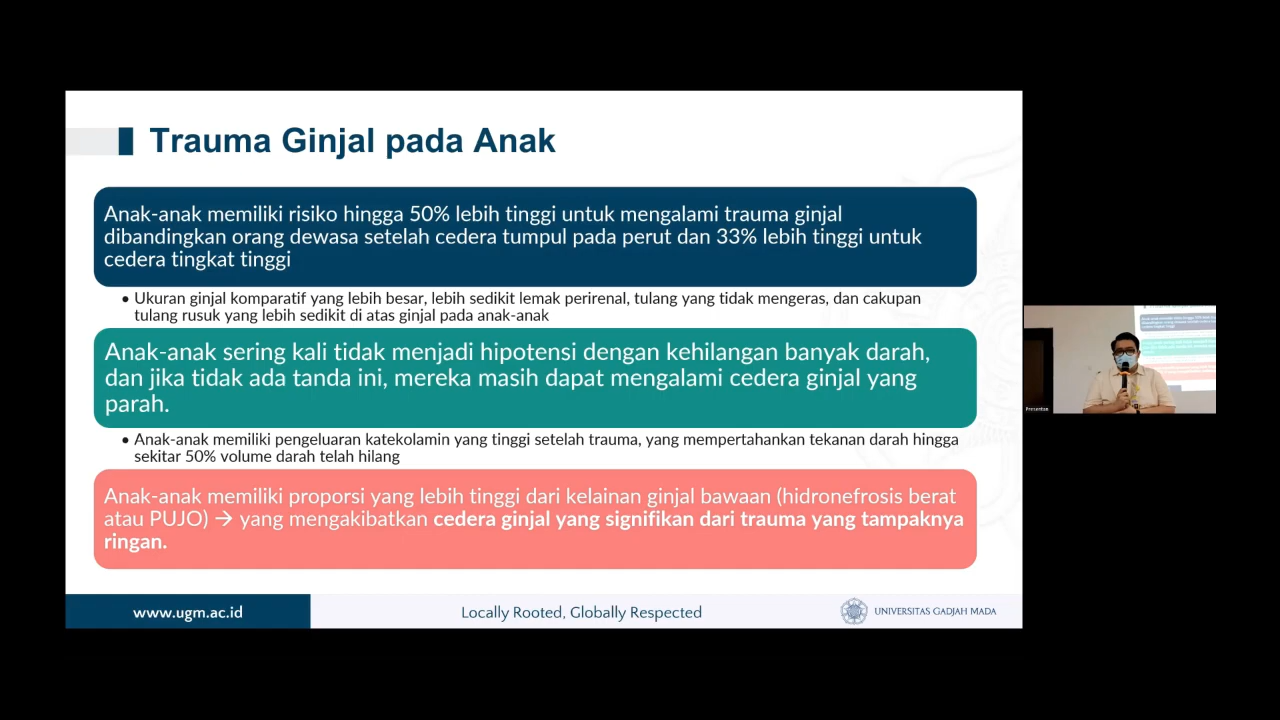 Trauma Ginjal pada Anak
Anak-anak memiliki risiko hingga 50% lebih tinggi untuk mengalami trauma ginjal
dibandingkan orang dewasa setelah cedera tumpul pada perut dan 33% lebih tinggi untuk
cedera tingkat tinggi
• Ukuran ginjal komparatif yang lebih besar, lebih sedikit lemak perirenal, tulang yang tidak mengeras, dan cakupan
tulang rusuk yang lebih sedikit di atas ginjal pada anak-anak
Anak-anak sering kali tidak menjadi hipotensi dengan kehilangan banyak darah,
dan jika tidak ada tanda ini, mereka masih dapat mengalami cedera ginjal yang
parah.
• Anak-anak memiliki pengeluaran katekolamin yang tinggi setelah trauma, yang mempertahankan tekanan darah hingga
sekitar 50% volume darah telah hilang
Anak-anak memiliki proporsi yang lebih tinggi dari kelainan ginjal bawaan (hidronefrosis berat
atau PUJO) → yang mengakibatkan cedera ginjal yang signifikan dari trauma yang tampaknya
ringan.
www.ugm.ac.id
Locally Rooted, Globally Respected
UNIVERSITAS GADJAH MADA